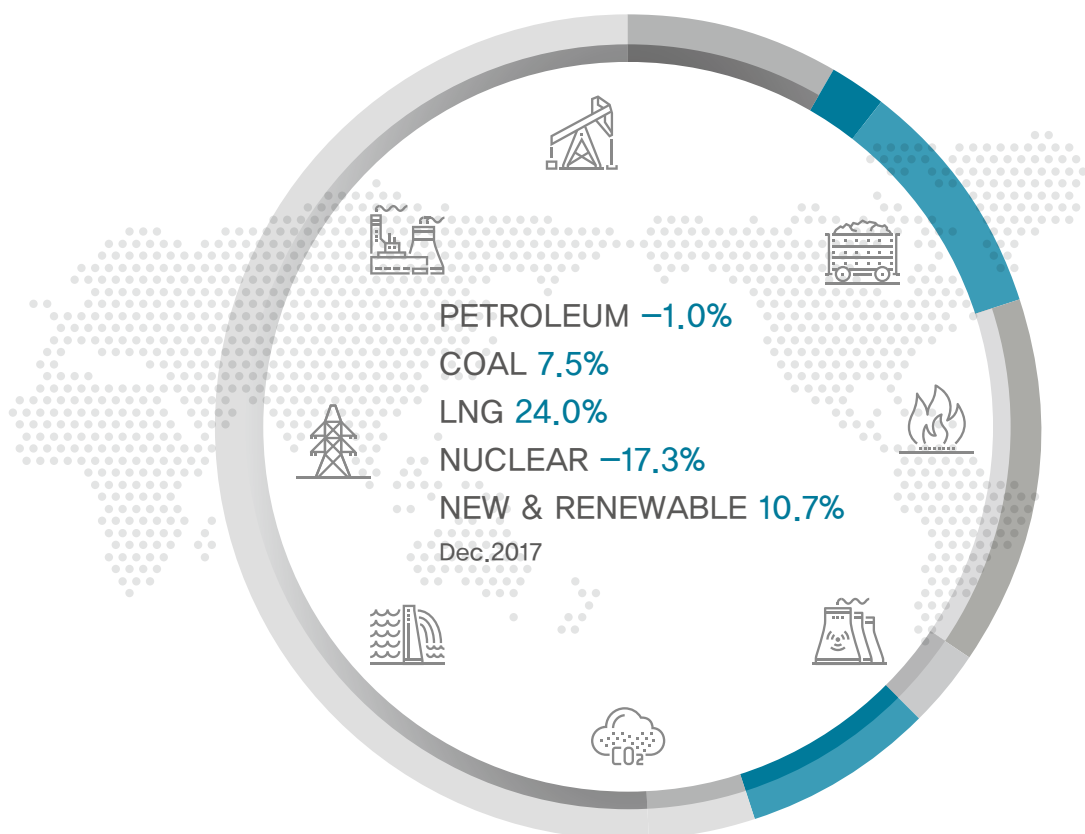 PETROLEUM –1.0%
COAL 7.5%
LNG 24.0%
NUCLEAR –17.3%
NEW & RENEWABLE 10.7%
Dec.2017
CO2